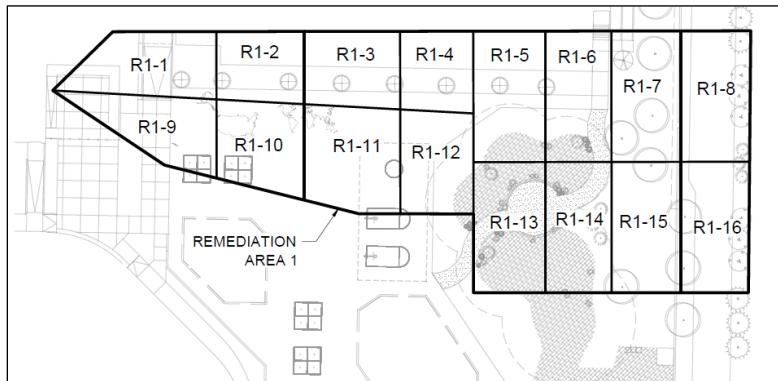 R1-1
R1-2
R1-3
R1-4
R1-5
R1-6
R1-7
R1-8
R1-9
R1-10
R1-11
R1-12
R1-13
R1-14
R1-15
R1-16
REMEDIATION
AREA 1